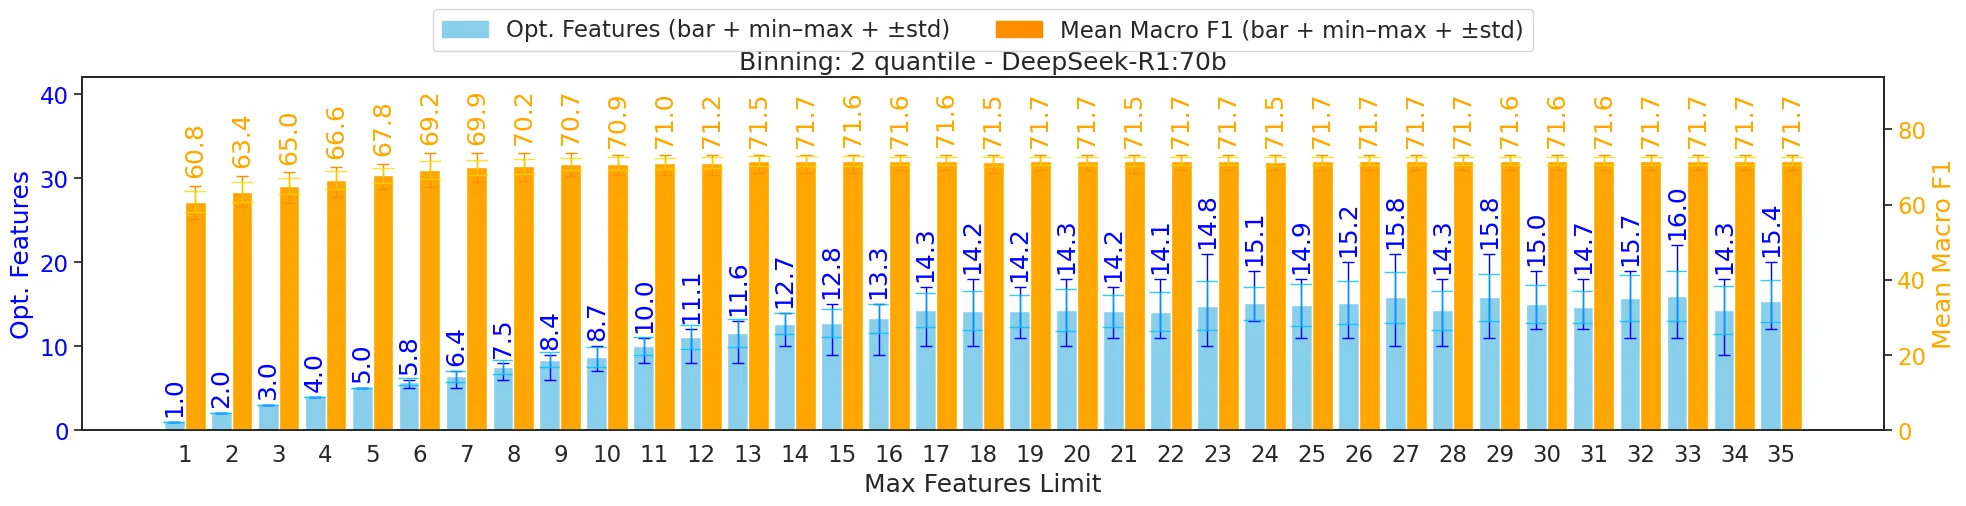 Opt. Features (bar + min–max + ±std) Mean Macro F1 (bar + min–max + ±std)
Binning: 2 quantile - DeepSeek-R1:70b
Opt. Features
40
30
20
10
0
60.8 63.4 65.0 66.6 67.8 69.2 69.9 70.2 70.7 70.9 71.0 71.2 71.5 71.7 71.6 71.6 71.6 71.5 71.7 71.7 71.5 71.7 71.7 71.5 71.7 71.7 71.7 71.7 71.6 71.6 71.6 71.7 71.7 71.7 71.7
1.0 2.0 3.0 4.0 5.0 5.8 6.4 7.5 8.4 8.7 10.0 11.1 11.6 12.7 12.8 13.3 14.3 14.2 14.2 14.3 14.2 14.1 14.8 15.1 14.9 15.2 15.8 14.3 15.8 15.0 14.7 15.7 16.0 14.3 15.4
80
60
40
20
0
Mean Macro F1
1 2 3 4 5 6 7 8 9 10 11 12 13 14 15 16 17 18 19 20 21 22 23 24 25 26 27 28 29 30 31 32 33 34 35
Max Features Limit